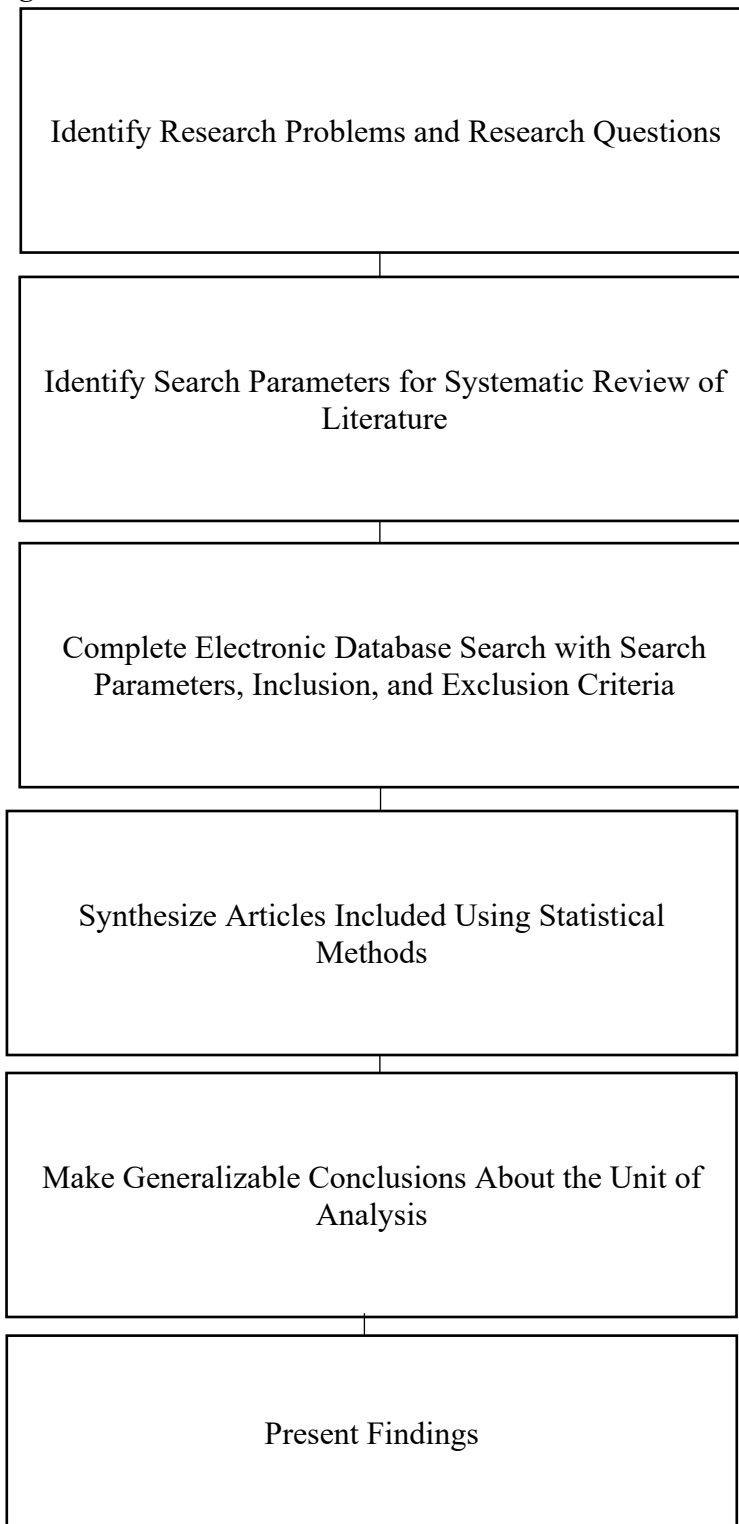 Identify Research Problems and Research Questions
Identify Search Parameters for Systematic Review of
Literature
Complete Electronic Database Search with Search
Parameters, Inclusion, and Exclusion Criteria
Synthesize Articles Included Using Statistical
Methods
Make Generalizable Conclusions About the Unit of
Analysis
Present Findings